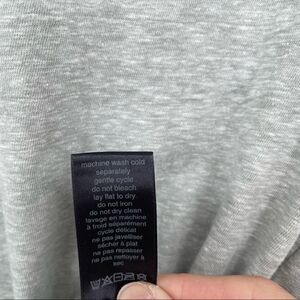 machine wash cold
separately
gentle cycle
do not bleach
lay flat to dry
do not iron
do not dry clean
lavage en machine
à froid séparément
cycle délicat
ne pas javelliser
sécher à plat
ne pas repasser
ne pas nettoyer à
sec